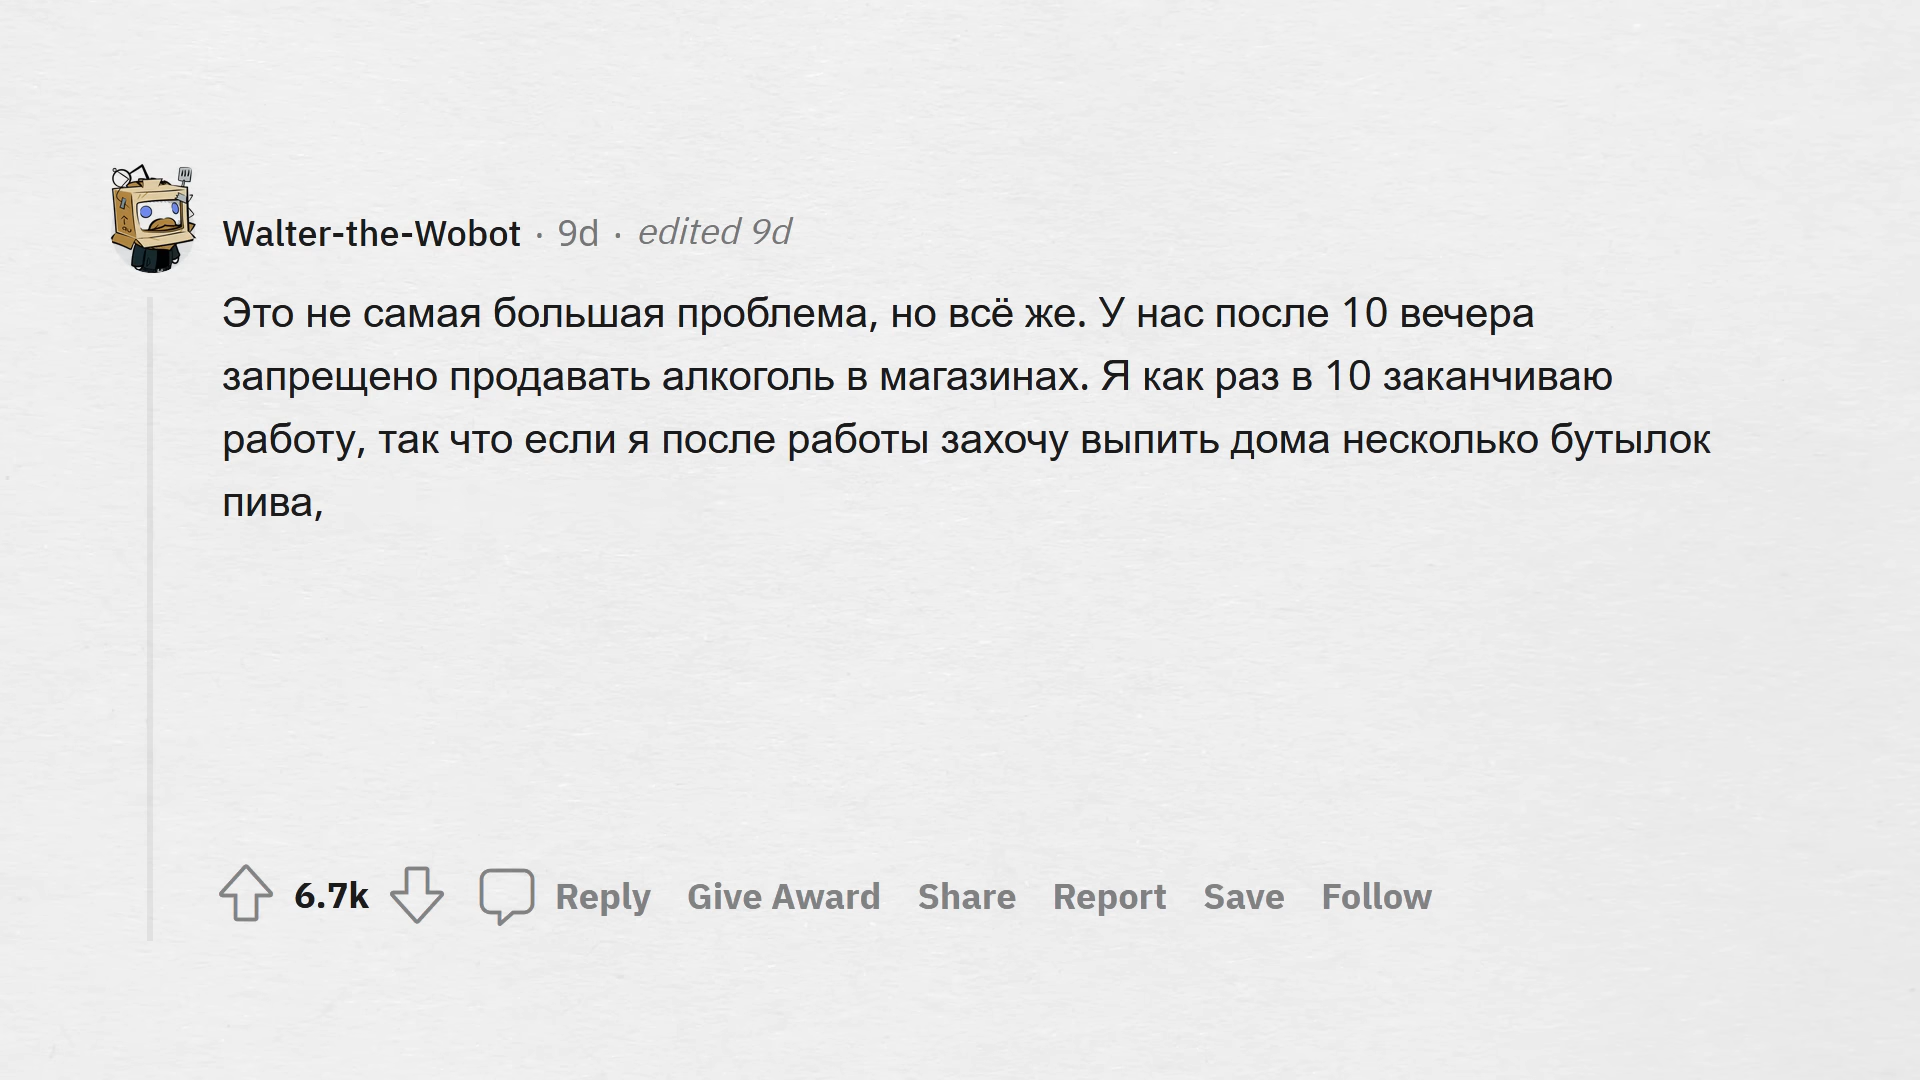 Walter-the-Wobot · 9d · edited 9d
Это не самая большая проблема, но всё же. У нас после 10 вечера
запрещено продавать алкоголь в магазинах. Я как раз в 10 заканчиваю
работу, так что если я после работы захочу выпить дома несколько бутылок
пива,
6.7k Reply Give Award Share Report Save Follow